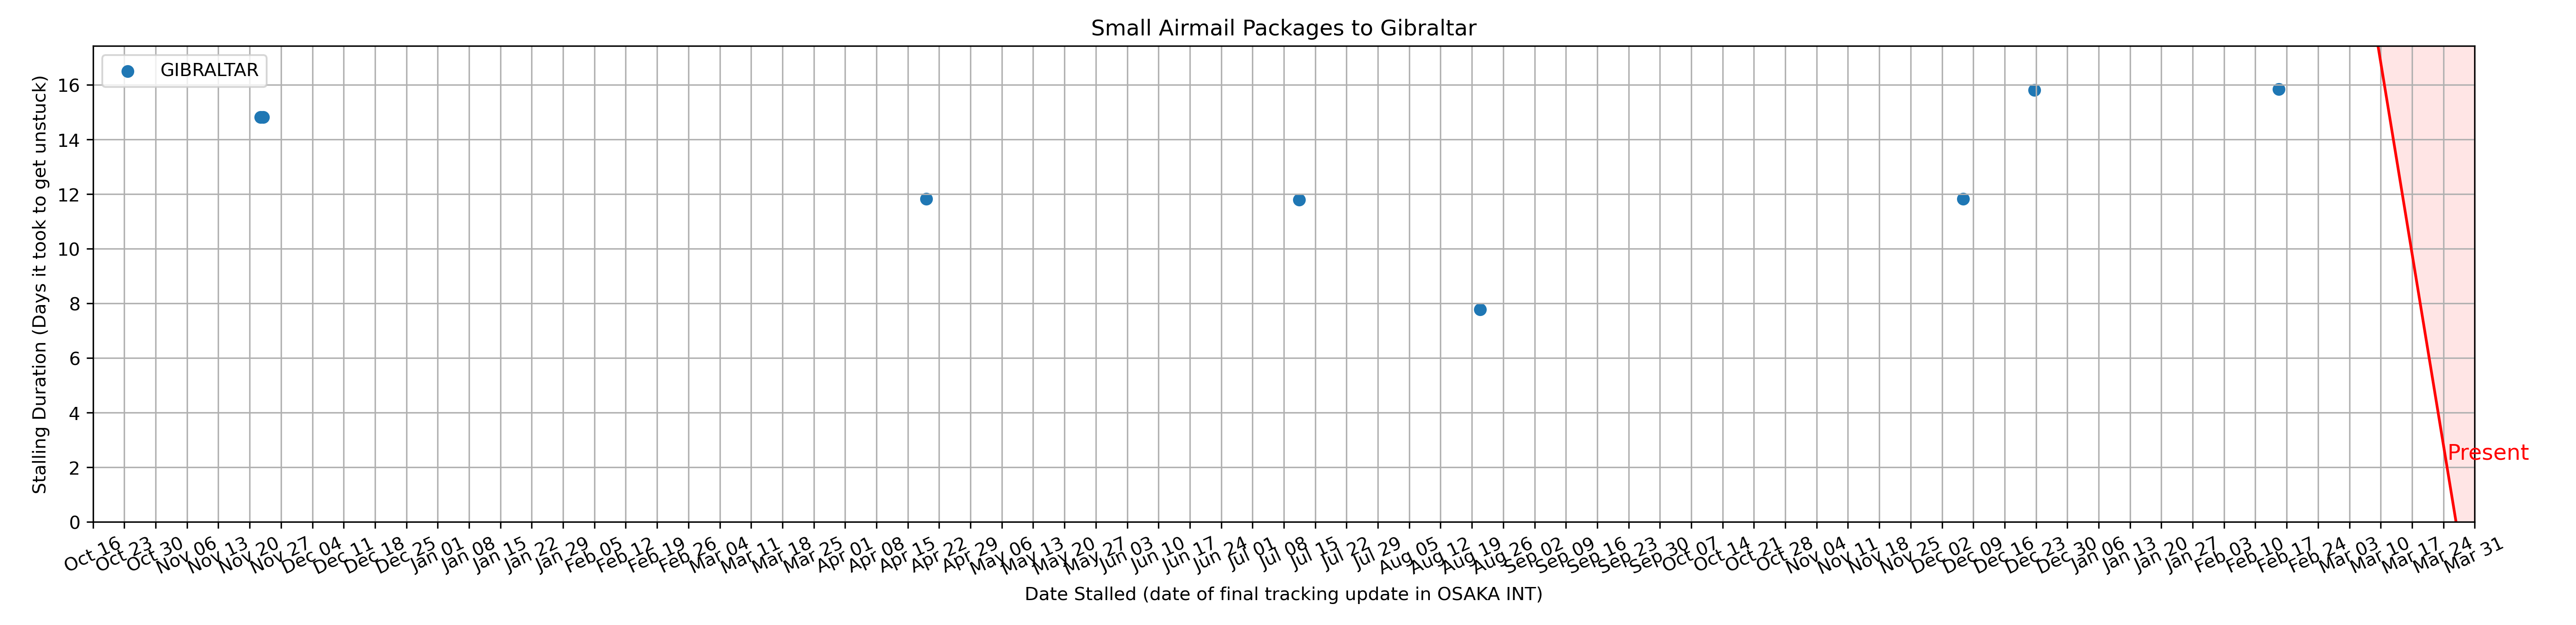 Small Airmail Packages to Gibraltar
GIBRALTAR
Stalling Duration (Days it took to get unstuck)
16
14
12
10
8
6
4
2
0
Present
Oct 16
Oct 23
Oct 30
Nov 06
Nov 13
Nov 20
Nov 27
Dec 04
Dec 11
Dec 18
Dec 25
Jan 01
Jan 08
Jan 15
Jan 22
Jan 29
Feb 05
Feb 12
Feb 19
Feb 26
Mar 04
Mar 11
Mar 18
Mar 25
Apr 01
Apr 08
Apr 15
Apr 22
Apr 29
May 06
May 13
May 20
May 27
Jun 03
Jun 10
Jun 17
Jun 24
Jul 01
Jul 08
Jul 15
Jul 22
Jul 29
Aug 05
Aug 12
Aug 19
Aug 26
Sep 02
Sep 09
Sep 16
Sep 23
Sep 30
Oct 07
Oct 14
Oct 21
Oct 28
Nov 04
Nov 11
Nov 18
Nov 25
Dec 02
Dec 09
Dec 16
Dec 23
Dec 30
Jan 06
Jan 13
Jan 20
Jan 27
Feb 03
Feb 10
Feb 17
Feb 24
Mar 03
Mar 10
Mar 17
Mar 24
Mar 31
Date Stalled (date of final tracking update in OSAKA INT)